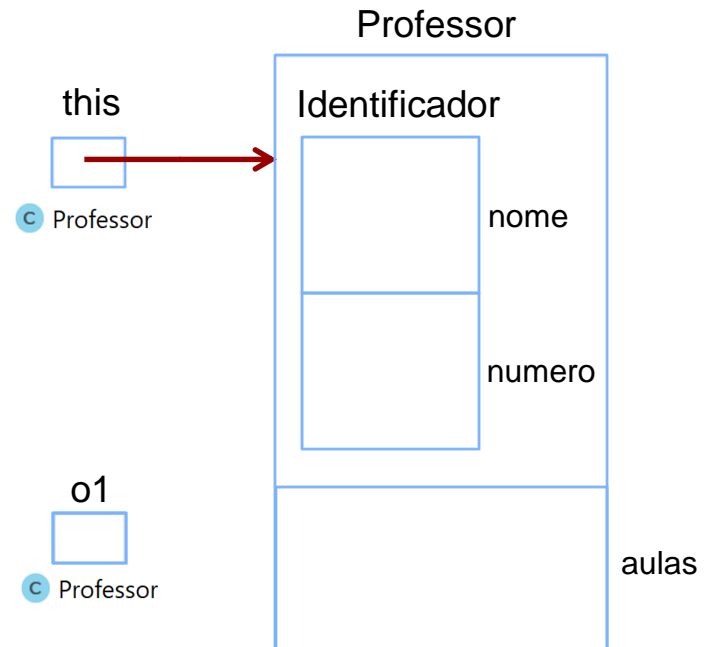 Professor
this
Identificador
C Professor
nome
numero
o1
aulas
C Professor